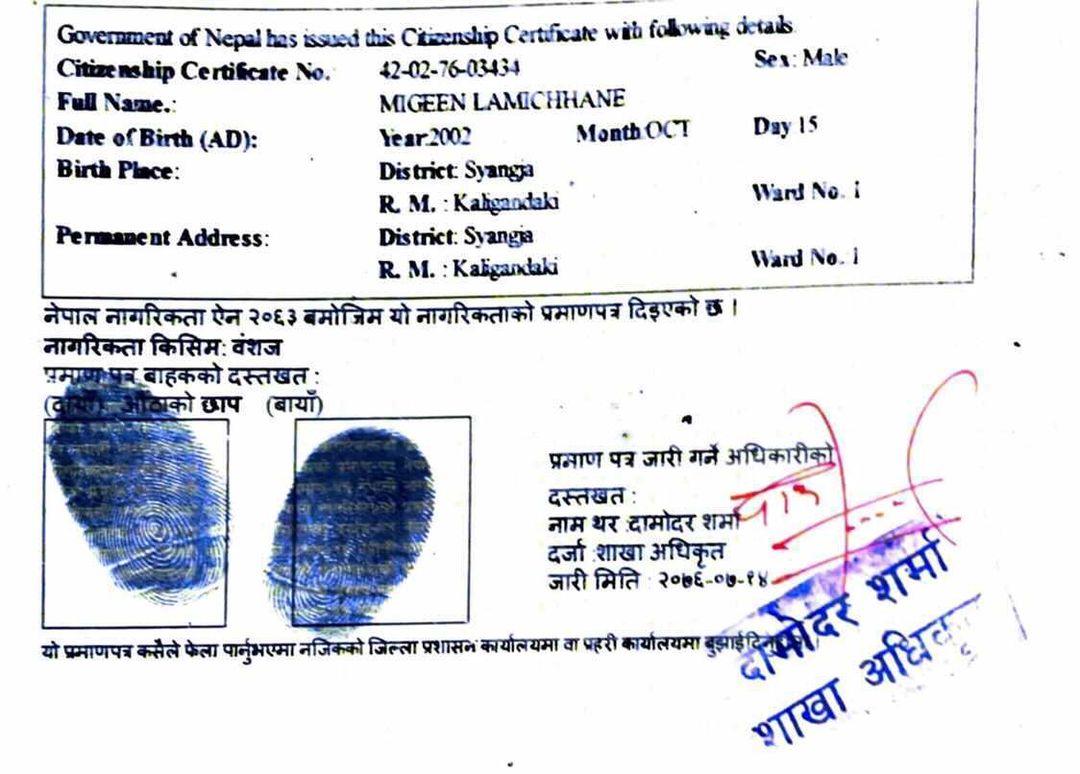 Government of Nepal has issued this Citizenship Certificate with following details
Citizenship Certificate No. 42-02-76-03434 Sex: Male
Full Name.: MIGEEN LAMICHHANE
Date of Birth (AD): Year:2002 Month:OCT Day 15
Birth Place: District: Syangja
R. M. : Kaligandaki Ward No. 1
Permanent Address: District: Syangja
R. M. : Kaligandaki Ward No. 1
नेपाल नागरिकता ऐन २०६३ बमोजिम यो नागरिकताको प्रमाणपत्र दिइएको छ ।
नागरिकता किसिम: वंशज
प्रमाण पत्र बाहकको दस्तखत :
(दायाँ) औंठाको छाप (बायाँ)
प्रमाण पत्र जारी गर्ने अधिकारीको
दस्तखत :
नाम थर :दामोदर शर्मा
दर्जा :शाखा अधिकृत
जारी मिति : २०७६-०७-१४
यो प्रमाणपत्र कसैले फेला पार्नुभएमा नजिकको जिल्ला प्रशासन कार्यालयमा वा प्रहरी कार्यालयमा बुझाई
दामोदर शर्मा
शाखा